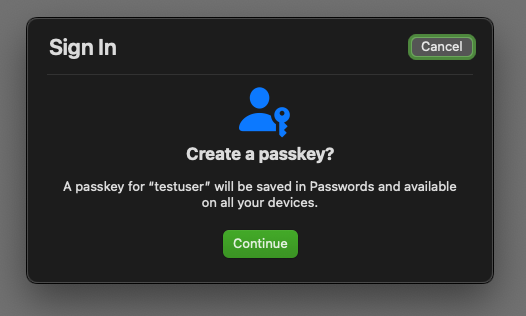 Sign In
Cancel
Create a passkey?
A passkey for “testuser” will be saved in Passwords and available
on all your devices.
Continue